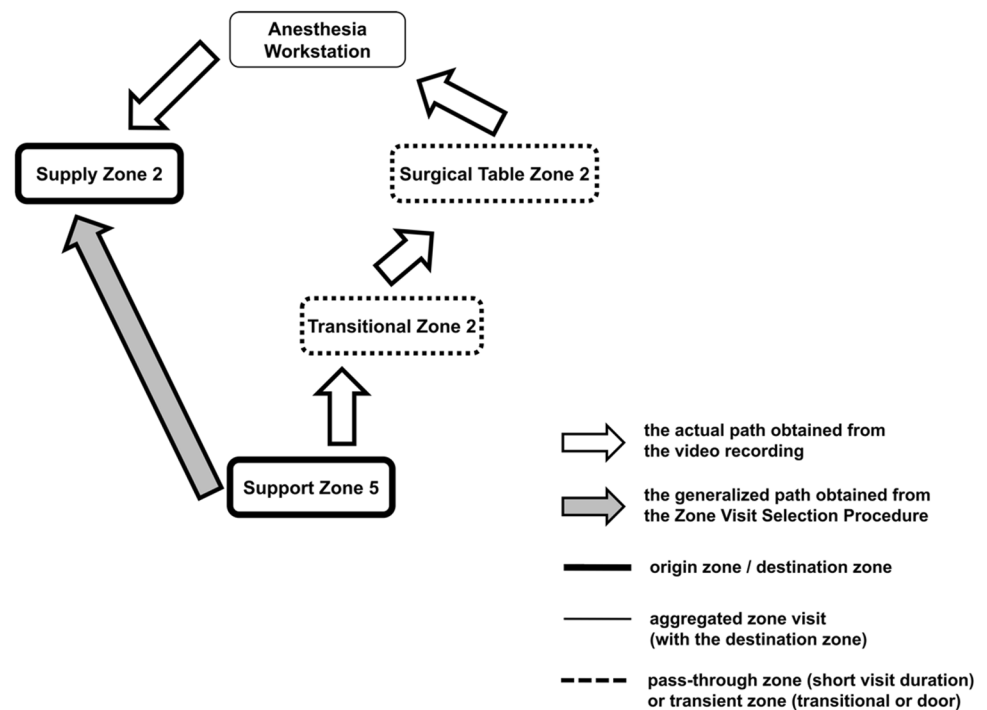 Anesthesia
Workstation
Supply Zone 2
Surgical Table Zone 2
Transitional Zone 2
Support Zone 5
the actual path obtained from
the video recording
the generalized path obtained from
the Zone Visit Selection Procedure
origin zone / destination zone
aggregated zone visit
(with the destination zone)
pass-through zone (short visit duration)
or transient zone (transitional or door)